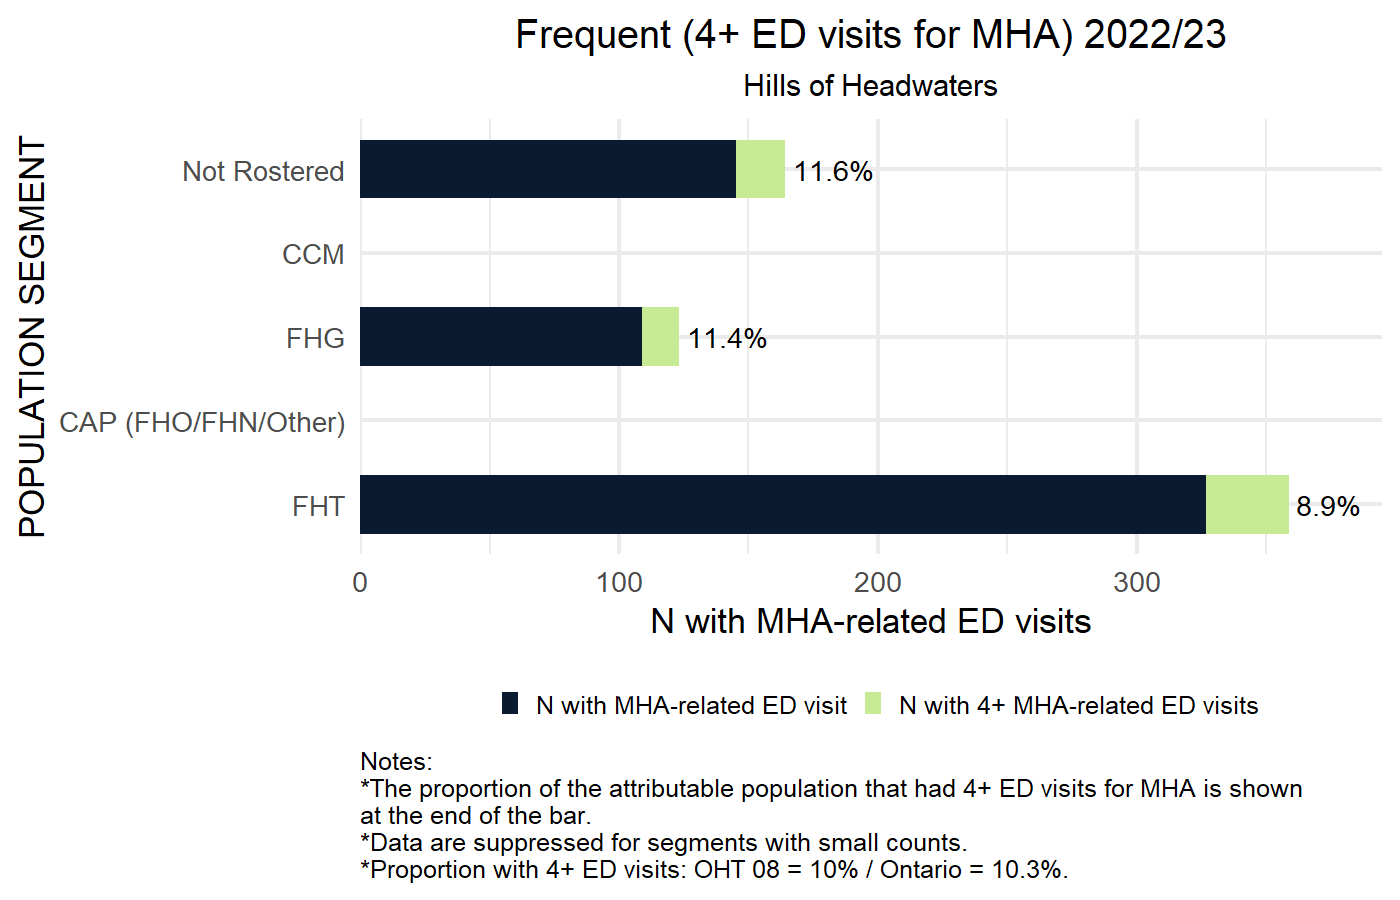 Frequent (4+ ED visits for MHA) 2022/23
Hills of Headwaters
POPULATION SEGMENT
Not Rostered
11.6%
CCM
FHG
11.4%
CAP (FHO/FHN/Other)
FHT
8.9%
0
100
200
300
N with MHA-related ED visits
N with MHA-related ED visit
N with 4+ MHA-related ED visits
Notes:
*The proportion of the attributable population that had 4+ ED visits for MHA is shown
at the end of the bar.
*Data are suppressed for segments with small counts.
*Proportion with 4+ ED visits: OHT 08 = 10% / Ontario = 10.3%.